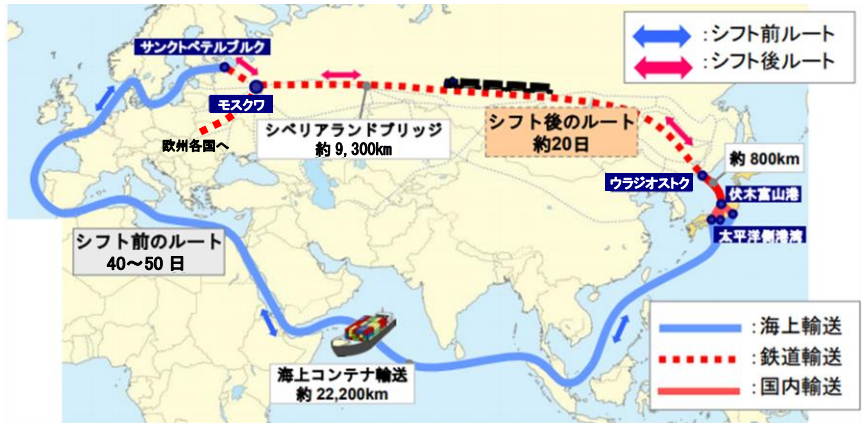 サンクトペテルブルク
:シフト前ルート
:シフト後ルート
モスクワ
シベリアランドブリッジ
約 9,300km
シフト後のルート
約20日
欧州各国へ
約 800km
ウラジオストク
伏木富山港
太平洋側港湾
シフト前のルート
40～50 日
海上コンテナ輸送
約 22,200km
:海上輸送
:鉄道輸送
:国内輸送